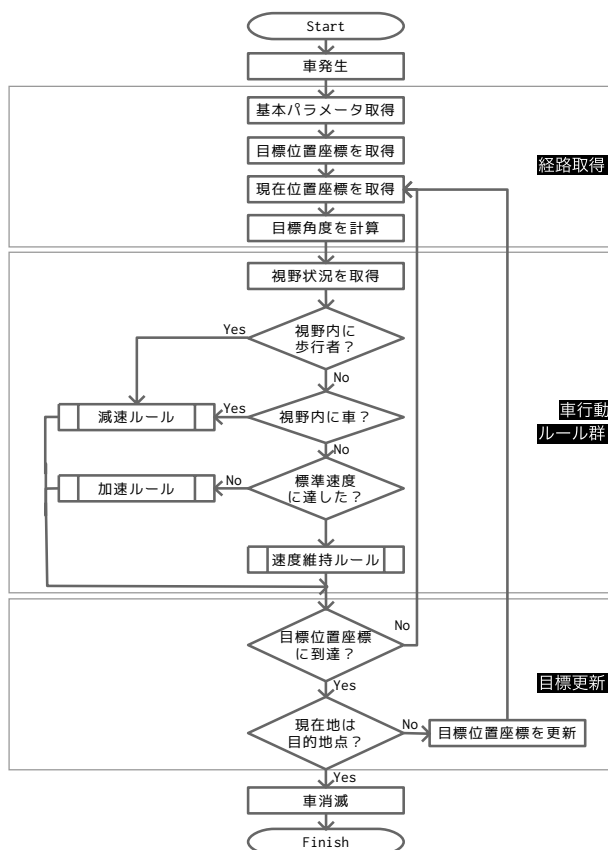 Start
車発生
基本パラメータ取得
目標位置座標を取得
経路取得
現在位置座標を取得
目標角度を計算
視野状況を取得
Yes
視野内に
歩行者？
No
車行動
ルール群
減速ルール
Yes
視野内に車？
No
加速ルール
No
標準速度
に達した？
速度維持ルール
No
目標位置座標
に到達？
Yes
目標更新
現在地は
目的地点？
No
目標位置座標を更新
Yes
車消滅
Finish